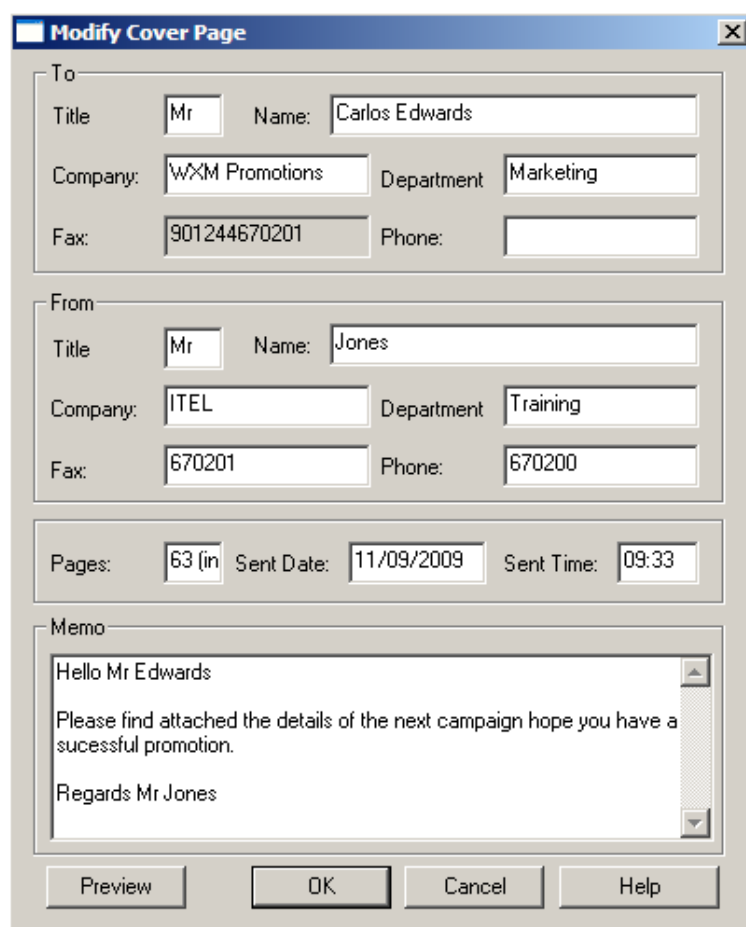 Modify Cover Page
To
Title Mr Name: Carlos Edwards
Company: WXM Promotions Department Marketing
Fax: 901244670201 Phone:
From
Title Mr Name: Jones
Company: ITEL Department Training
Fax: 670201 Phone: 670200
Pages: 63 (in Sent Date: 11/09/2009 Sent Time: 09:33
Memo
Hello Mr Edwards
Please find attached the details of the next campaign hope you have a
sucessful promotion.
Regards Mr Jones
Preview OK Cancel Help